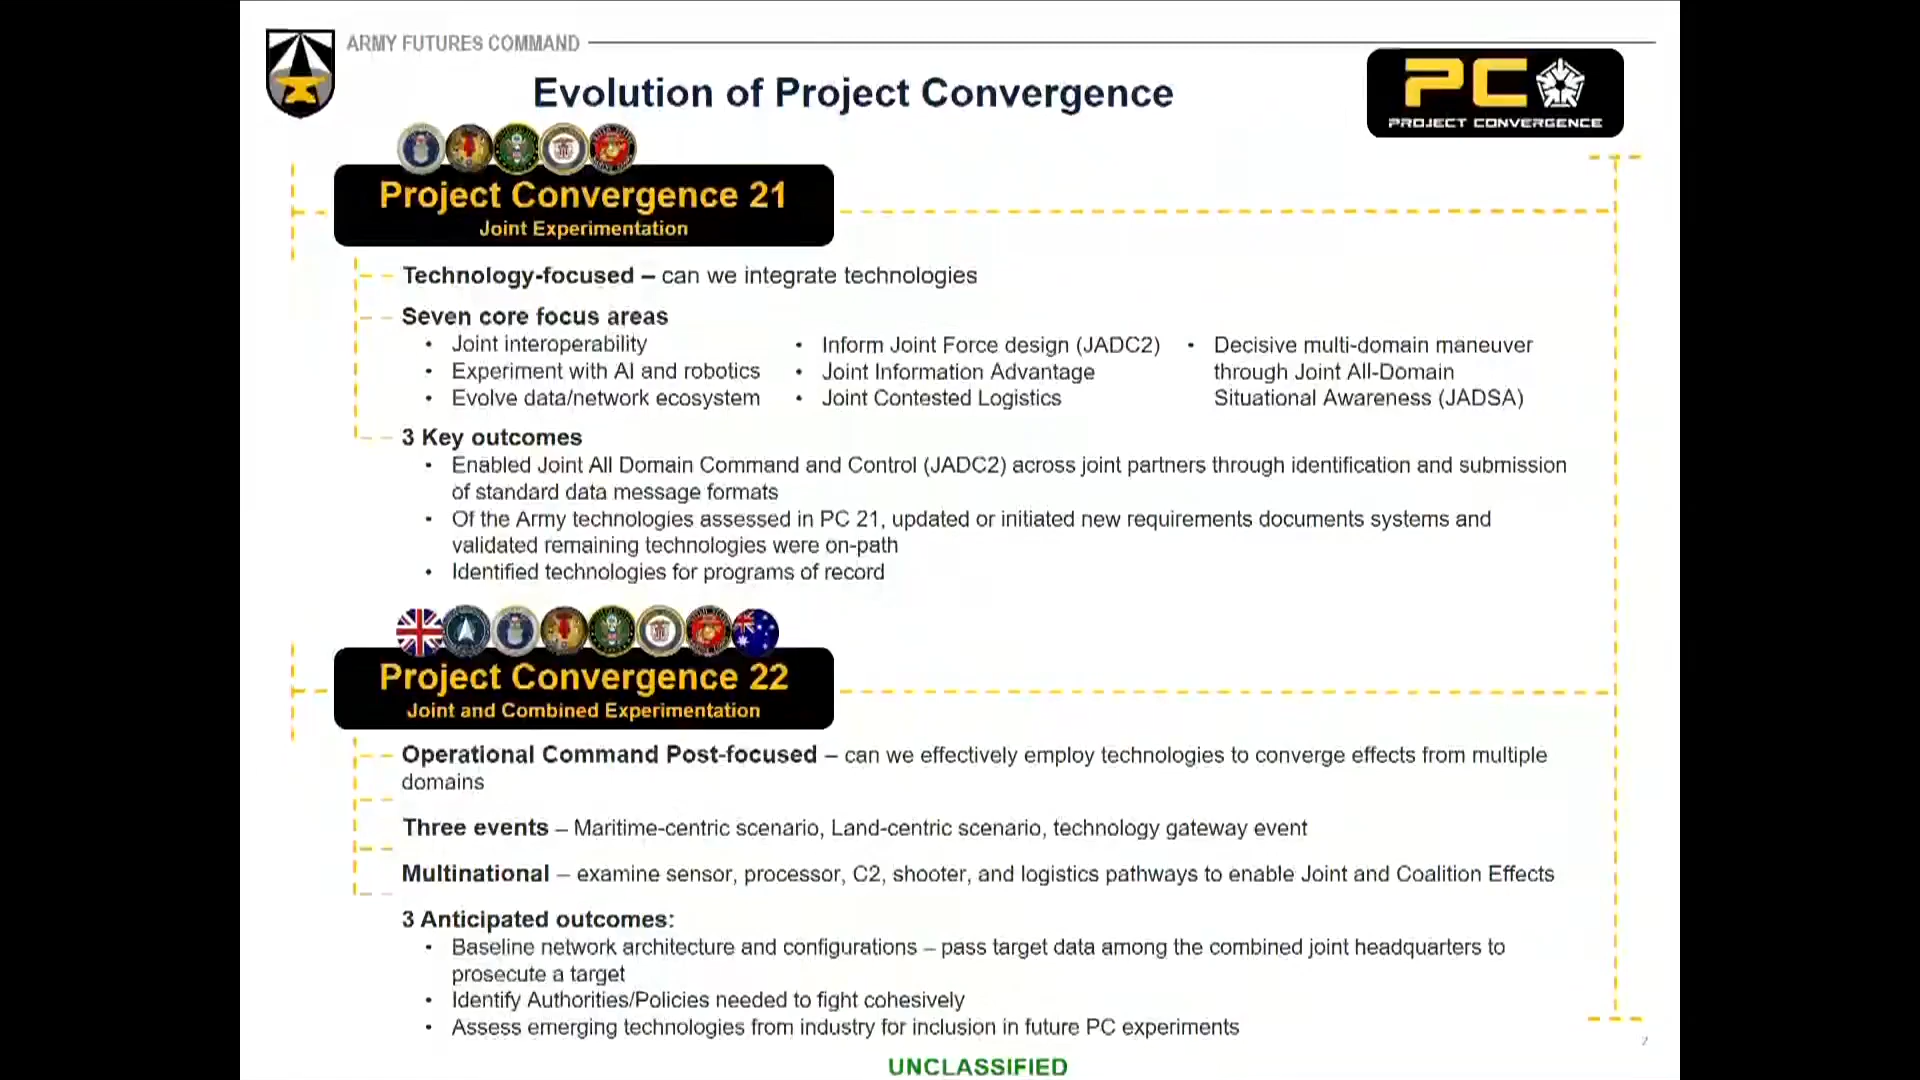 ARMY FUTURES COMMAND
Evolution of Project Convergence
PC
PROJECT CONVERGENCE
Project Convergence 21
Joint Experimentation
Technology-focused – can we integrate technologies
Seven core focus areas
• Joint interoperability
• Experiment with AI and robotics
• Evolve data/network ecosystem
• Inform Joint Force design (JADC2)
• Joint Information Advantage
• Joint Contested Logistics
• Decisive multi-domain maneuver
through Joint All-Domain
Situational Awareness (JADSA)
3 Key outcomes
• Enabled Joint All Domain Command and Control (JADC2) across joint partners through identification and submission
of standard data message formats
• Of the Army technologies assessed in PC 21, updated or initiated new requirements documents systems and
validated remaining technologies were on-path
• Identified technologies for programs of record
Project Convergence 22
Joint and Combined Experimentation
Operational Command Post-focused – can we effectively employ technologies to converge effects from multiple
domains
Three events – Maritime-centric scenario, Land-centric scenario, technology gateway event
Multinational – examine sensor, processor, C2, shooter, and logistics pathways to enable Joint and Coalition Effects
3 Anticipated outcomes:
• Baseline network architecture and configurations – pass target data among the combined joint headquarters to
prosecute a target
• Identify Authorities/Policies needed to fight cohesively
• Assess emerging technologies from industry for inclusion in future PC experiments
2
UNCLASSIFIED